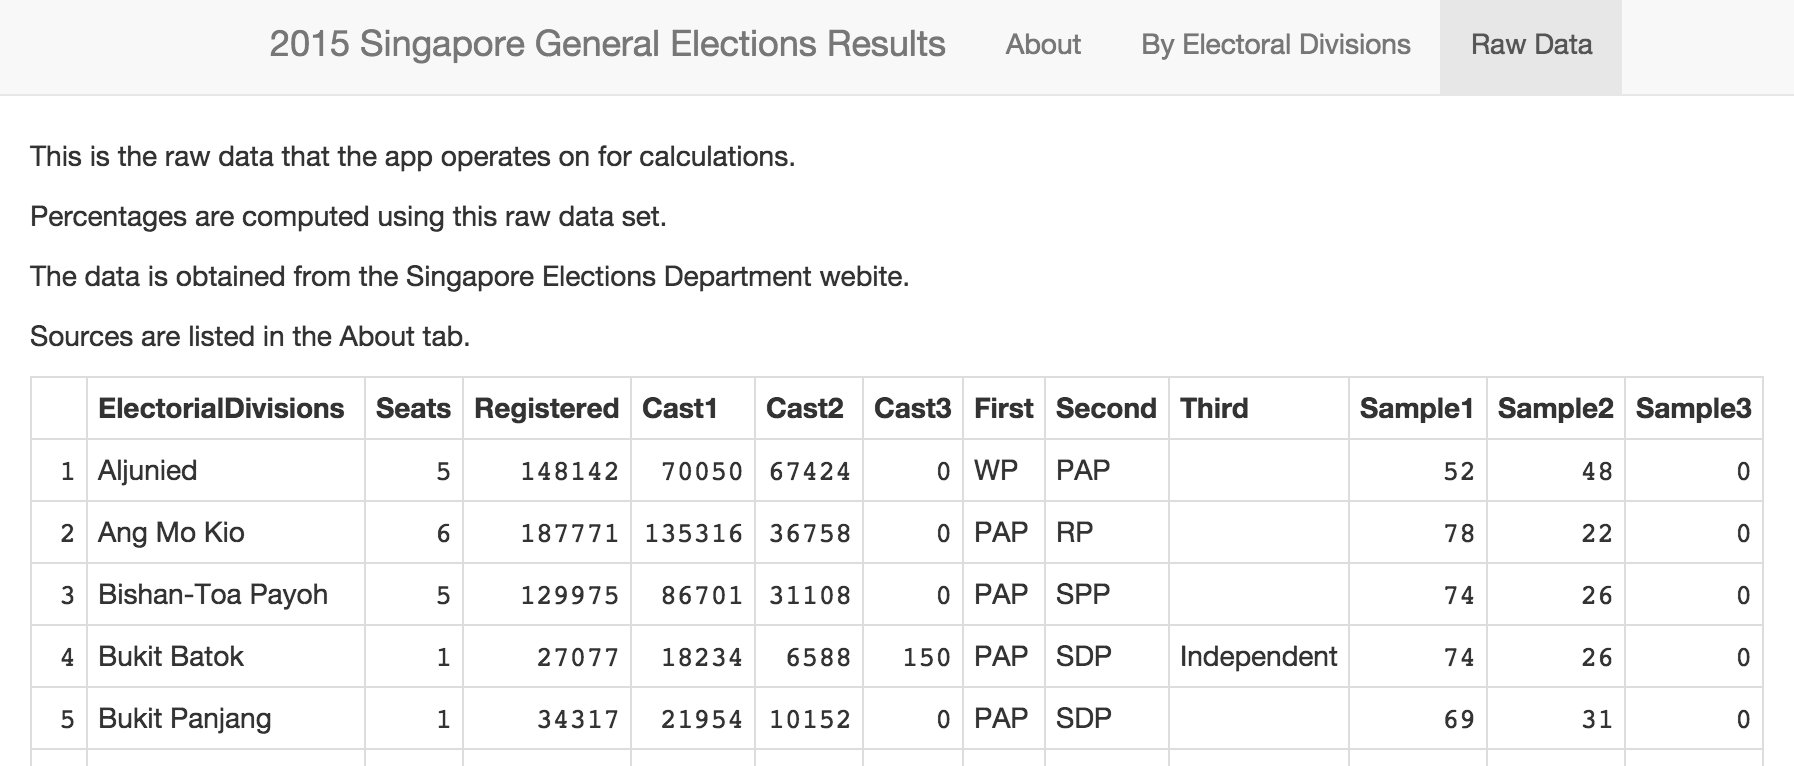 2015 Singapore General Elections Results About By Electoral Divisions Raw Data
This is the raw data that the app operates on for calculations.
Percentages are computed using this raw data set.
The data is obtained from the Singapore Elections Department webite.
Sources are listed in the About tab.
ElectorialDivisions Seats Registered Cast1 Cast2 Cast3 First Second Third Sample1 Sample2 Sample3
1 Aljunied 5 148142 70050 67424 0 WP PAP 52 48 0
2 Ang Mo Kio 6 187771 135316 36758 0 PAP RP 78 22 0
3 Bishan-Toa Payoh 5 129975 86701 31108 0 PAP SPP 74 26 0
4 Bukit Batok 1 27077 18234 6588 150 PAP SDP Independent 74 26 0
5 Bukit Panjang 1 34317 21954 10152 0 PAP SDP 69 31 0